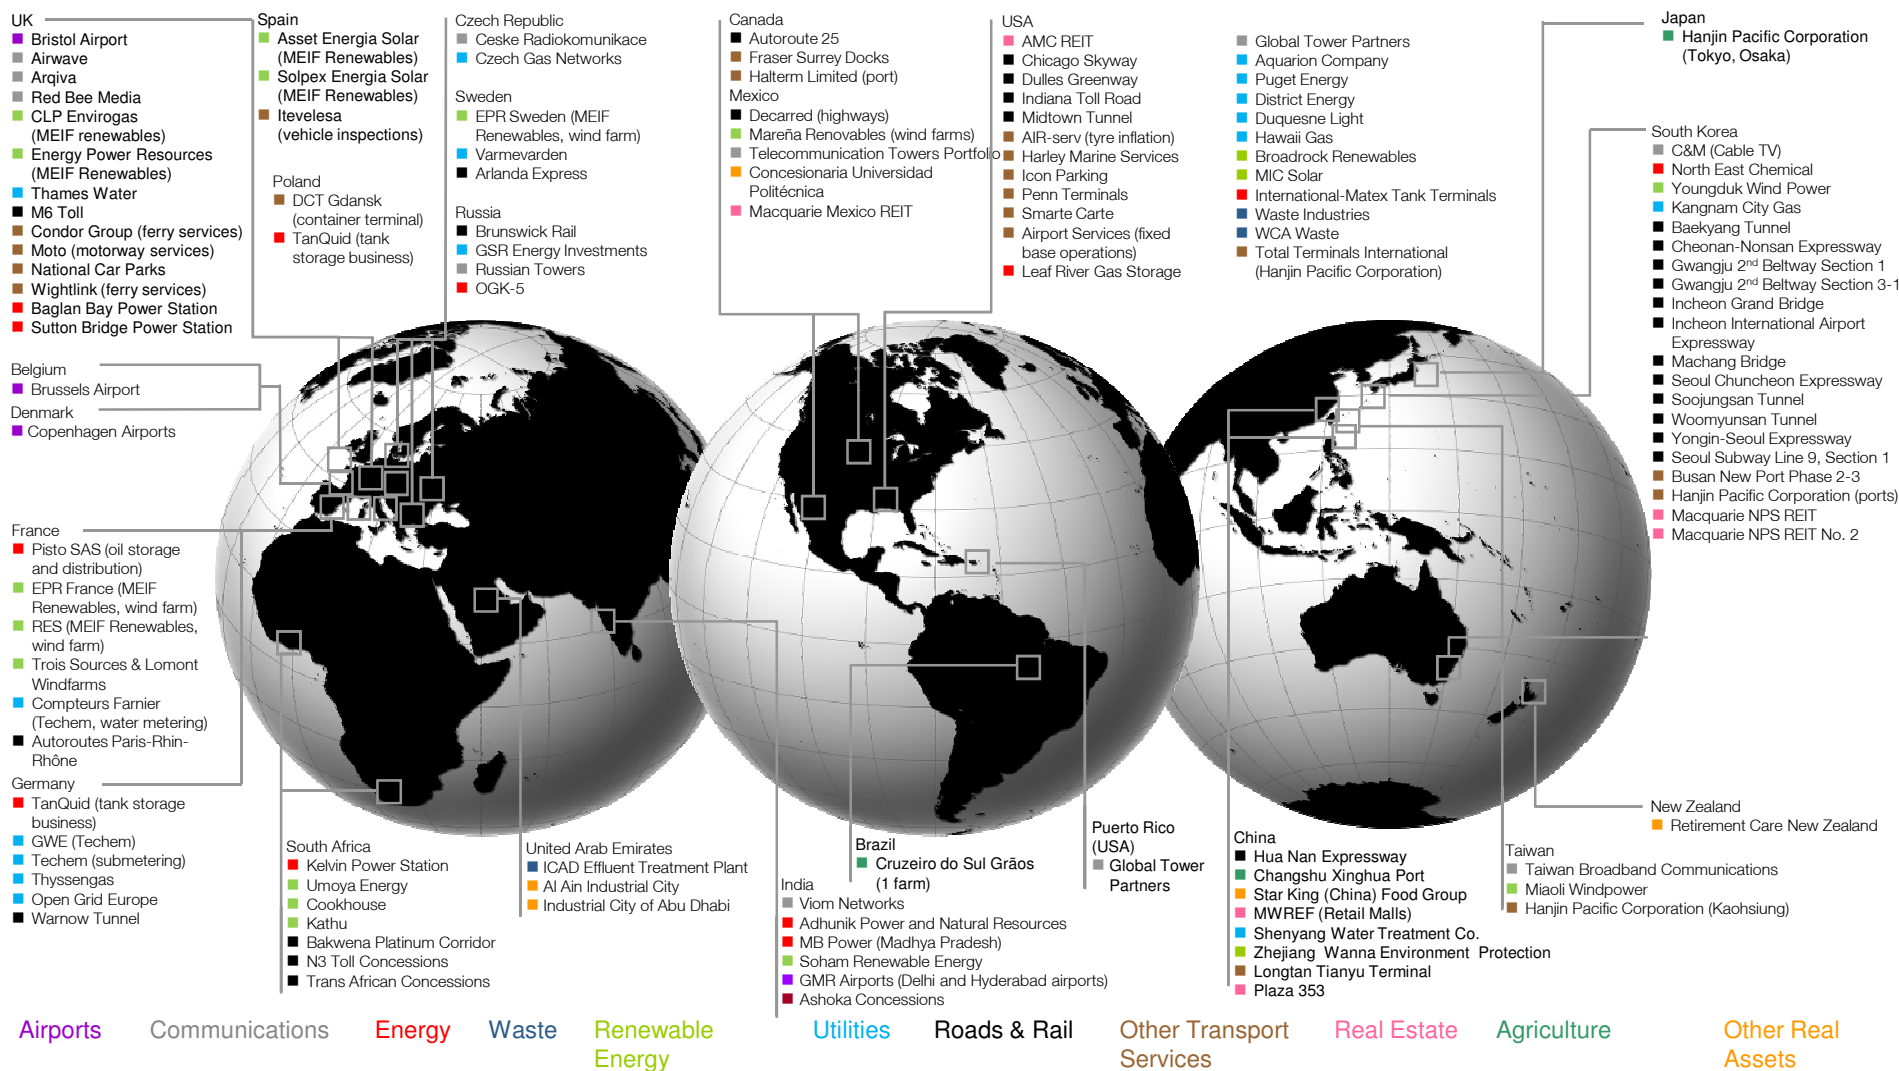 UK
Bristol Airport
Airwave
Arqiva
Red Bee Media
CLP Envirogas
(MEIF renewables)
Energy Power Resources
(MEIF Renewables)
Thames Water
M6 Toll
Condor Group (ferry services)
Moto (motorway services)
National Car Parks
Wightlink (ferry services)
Baglan Bay Power Station
Sutton Bridge Power Station
Belgium
Brussels Airport
Denmark
Copenhagen Airports
France
Pisto SAS (oil storage
and distribution)
EPR France (MEIF
Renewables, wind farm)
RES (MEIF Renewables,
wind farm)
Trois Sources & Lomont
Windfarms
Compteurs Farnier
(Techem, water metering)
Autoroutes Paris-Rhin-
Rhône
Germany
TanQuid (tank storage
business)
GWE (Techem)
Techem (submetering)
Thyssengas
Open Grid Europe
Warnow Tunnel
Spain
Asset Energia Solar
(MEIF Renewables)
Solpex Energia Solar
(MEIF Renewables)
Itevelesa
(vehicle inspections)
Poland
DCT Gdansk
(container terminal)
TanQuid (tank
storage business)
Czech Republic
Ceske Radiokomunikace
Czech Gas Networks
Sweden
EPR Sweden (MEIF
Renewables, wind farm)
Varmevarden
Arlanda Express
Russia
Brunswick Rail
GSR Energy Investments
Russian Towers
OGK-5
Canada
Autoroute 25
Fraser Surrey Docks
Halterm Limited (port)
Mexico
Decarred (highways)
Mareña Renovables (wind farms)
Telecommunication Towers Portfolio
Concesionaria Universidad
Politécnica
Macquarie Mexico REIT
USA
AMC REIT
Chicago Skyway
Dulles Greenway
Indiana Toll Road
Midtown Tunnel
AIR-serv (tyre inflation)
Harley Marine Services
Icon Parking
Penn Terminals
Smarte Carte
Airport Services (fixed
base operations)
Leaf River Gas Storage
Global Tower Partners
Aquarion Company
Puget Energy
District Energy
Duquesne Light
Hawaii Gas
Broadrock Renewables
MIC Solar
International-Matex Tank Terminals
Waste Industries
WCA Waste
Total Terminals International
(Hanjin Pacific Corporation)
Japan
Hanjin Pacific Corporation
(Tokyo, Osaka)
South Korea
C&M (Cable TV)
North East Chemical
Youngduk Wind Power
Kangnam City Gas
Baekyang Tunnel
Cheonan-Nonsan Expressway
Gwangju 2nd Beltway Section 1
Gwangju 2nd Beltway Section 3-1
Incheon Grand Bridge
Incheon International Airport
Expressway
Machang Bridge
Seoul Chuncheon Expressway
Soojungsan Tunnel
Woomyunsan Tunnel
Yongin-Seoul Expressway
Seoul Subway Line 9, Section 1
Busan New Port Phase 2-3
Hanjin Pacific Corporation (ports)
Macquarie NPS REIT
Macquarie NPS REIT No. 2
South Africa
Kelvin Power Station
Umoya Energy
Cookhouse
Kathu
Bakwena Platinum Corridor
N3 Toll Concessions
Trans African Concessions
United Arab Emirates
ICAD Effluent Treatment Plant
Al Ain Industrial City
Industrial City of Abu Dhabi
India
Viom Networks
Adhunik Power and Natural Resources
MB Power (Madhya Pradesh)
Soham Renewable Energy
GMR Airports (Delhi and Hyderabad airports)
Ashoka Concessions
Brazil
Cruzeiro do Sul Grãos
(1 farm)
Puerto Rico
(USA)
Global Tower
Partners
China
Hua Nan Expressway
Changshu Xinghua Port
Star King (China) Food Group
MWREF (Retail Malls)
Shenyang Water Treatment Co.
Zhejiang Wanna Environment Protection
Longtan Tianyu Terminal
Plaza 353
Taiwan
Taiwan Broadband Communications
Miaoli Windpower
Hanjin Pacific Corporation (Kaohsiung)
New Zealand
Retirement Care New Zealand
Airports
Communications
Energy
Waste
Renewable
Energy
Utilities
Roads & Rail
Other Transport
Services
Real Estate
Agriculture
Other Real
Assets